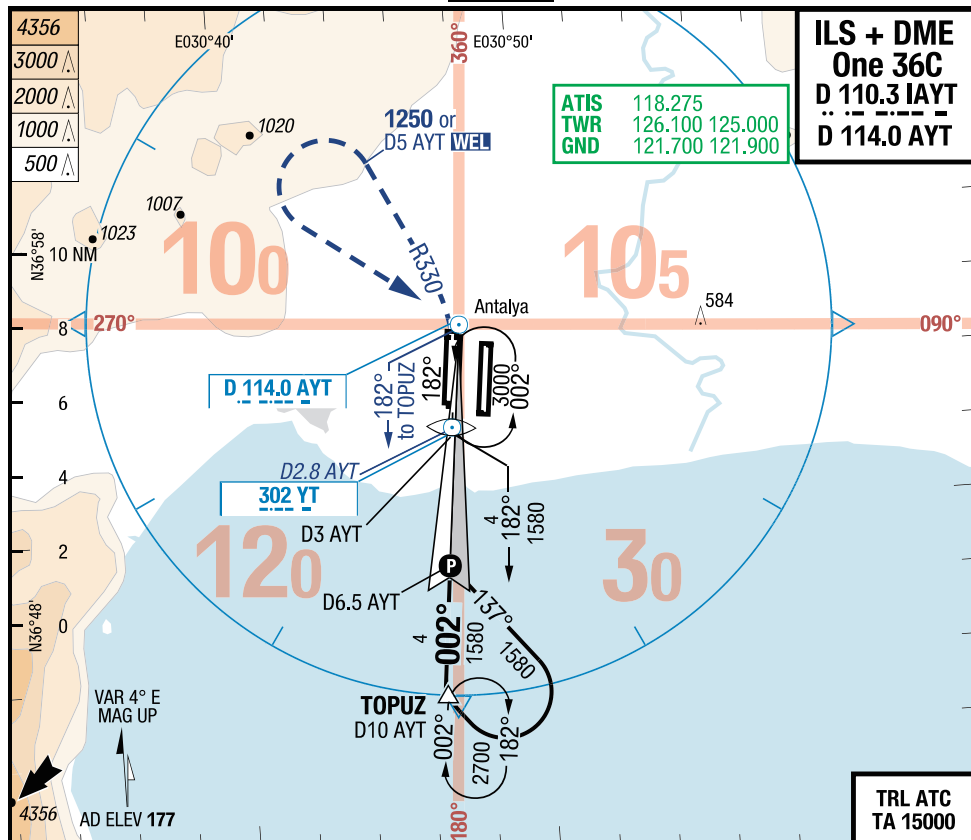 4356
3000
2000
1000
500
E030°40'
360°
E030°50'
ILS + DME
One 36C
D 110.3 IAYT
D 114.0 AYT
ATIS 118.275
TWR 126.100 125.000
GND 121.700 121.900
1250 or
D5 AYT WEL
1020
1007
1023
N36°58'
10 NM
100
105
R330
584
Antalya
270°
090°
8
6
4
2
0
D 114.0 AYT
182°
to TOPUZ
182°
3000
002°
D2.8 AYT
302 YT
D3 AYT
4
182°
1580
120
30
P
D6.5 AYT
137°
1580
4
002°
1580
N36°48'
TOPUZ
D10 AYT
002°
2700
182°
VAR 4° E
MAG UP
4356
AD ELEV 177
180°
TRL ATC
TA 15000